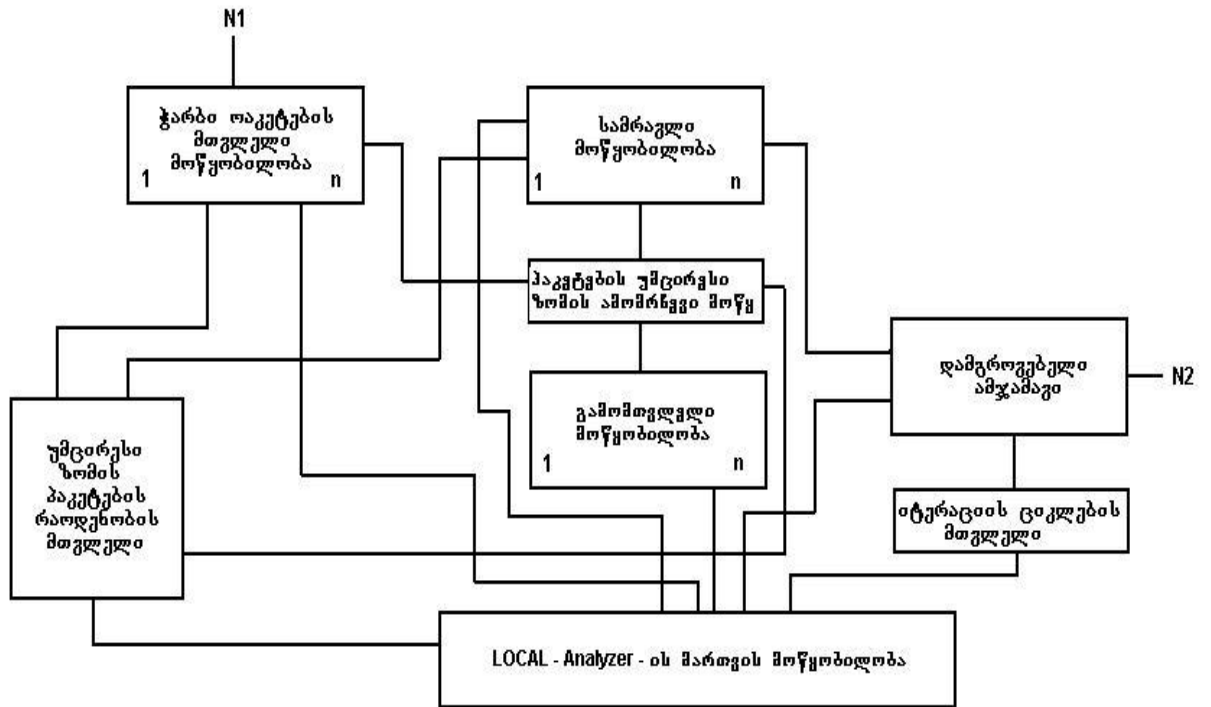 N1
ჭარბი ოაკეტების
მთვლელი
მოწყობილობა
1 n
სამრავლი
მოწყობილობა
1 n
პაკეტების უმცირესი
ზომის ამომრჩევი მოწყ
დამგროვებელი
ამჯამავი
N2
გამომთვლელი
მოწყობილობა
1 n
უმცირესი
ზომის
პაკეტების
რაოდენობის
მთვლელი
იტერაციის ციკლების
მთვლელი
LOCAL - Analyzer - ის მართვის მოწყობილობა